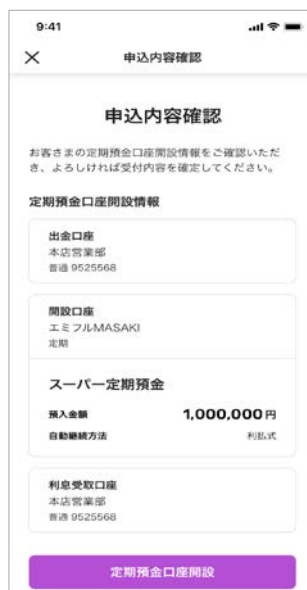 9:41
申込内容確認
申込内容確認
お客さまの定期預金口座開設情報をご確認いただ
き、よろしければ受付内容を確定してください。
定期預金口座開設情報
出金口座
本店営業部
普通 9525568
開設口座
エミフルMASAKI
定期
スーパー定期預金
預入金額 1,000,000 円
自動継続方法 利払式
利息受取口座
本店営業部
普通 9525568
定期預金口座開設